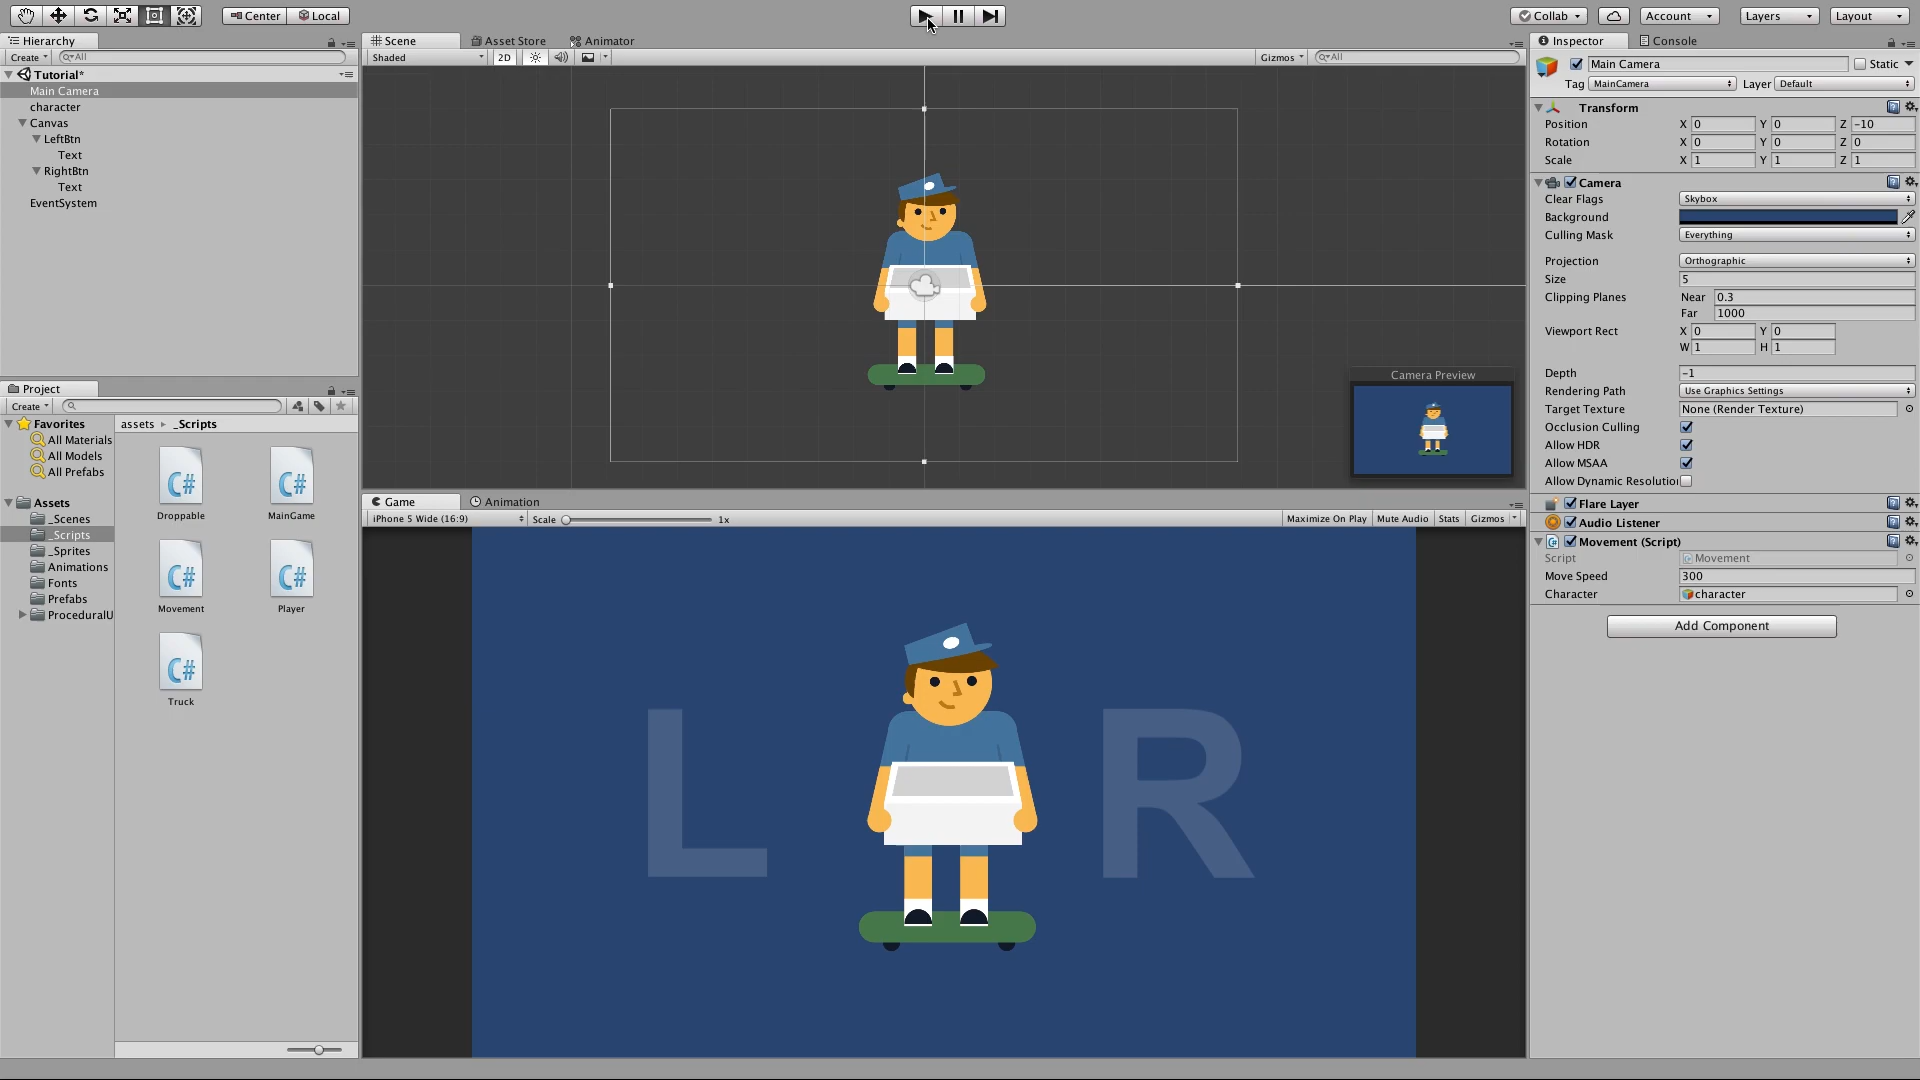 Center Local Collab Account Layers Layout
Hierarchy
Create All
Tutorial*
Main Camera
character
Canvas
LeftBtn
Text
RightBtn
Text
EventSystem
Project
Create
Favorites
All Materials
All Models
All Prefabs
Assets
_Scenes
_Scripts
_Sprites
Animations
Fonts
Prefabs
ProceduralU
assets _Scripts
C# C#
Droppable MainGame
C# C#
Movement Player
C#
Truck
Scene Asset Store Animator
Shaded 2D Gizmos All
Camera Preview
Game Animation
iPhone 5 Wide (16:9) Scale 1x Maximize On Play Mute Audio Stats Gizmos
L R
Inspector Console
Main Camera Static
Tag MainCamera Layer Default
Transform
Position X 0 Y 0 Z -10
Rotation X 0 Y 0 Z 0
Scale X 1 Y 1 Z 1
Camera
Clear Flags Skybox
Background
Culling Mask Everything
Projection Orthographic
Size 5
Clipping Planes Near 0.3
Far 1000
Viewport Rect X 0 Y 0
W 1 H 1
Depth -1
Rendering Path Use Graphics Settings
Target Texture None (Render Texture)
Occlusion Culling
Allow HDR
Allow MSAA
Allow Dynamic Resolution
Flare Layer
Audio Listener
C# Movement (Script)
Script Movement
Move Speed 300
Character character
Add Component